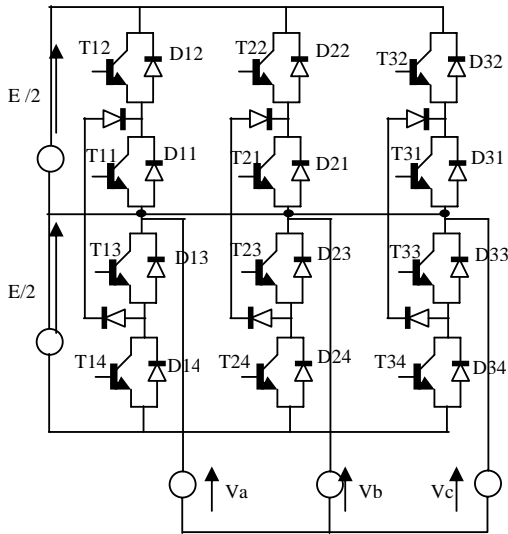 T12 D12 T22 D22 T32 D32
E /2
T11 D11 T21 D21 T31 D31
T13 D13 T23 D23 T33 D33
E/2
T14 D14 T24 D24 T34 D34
Va Vb Vc